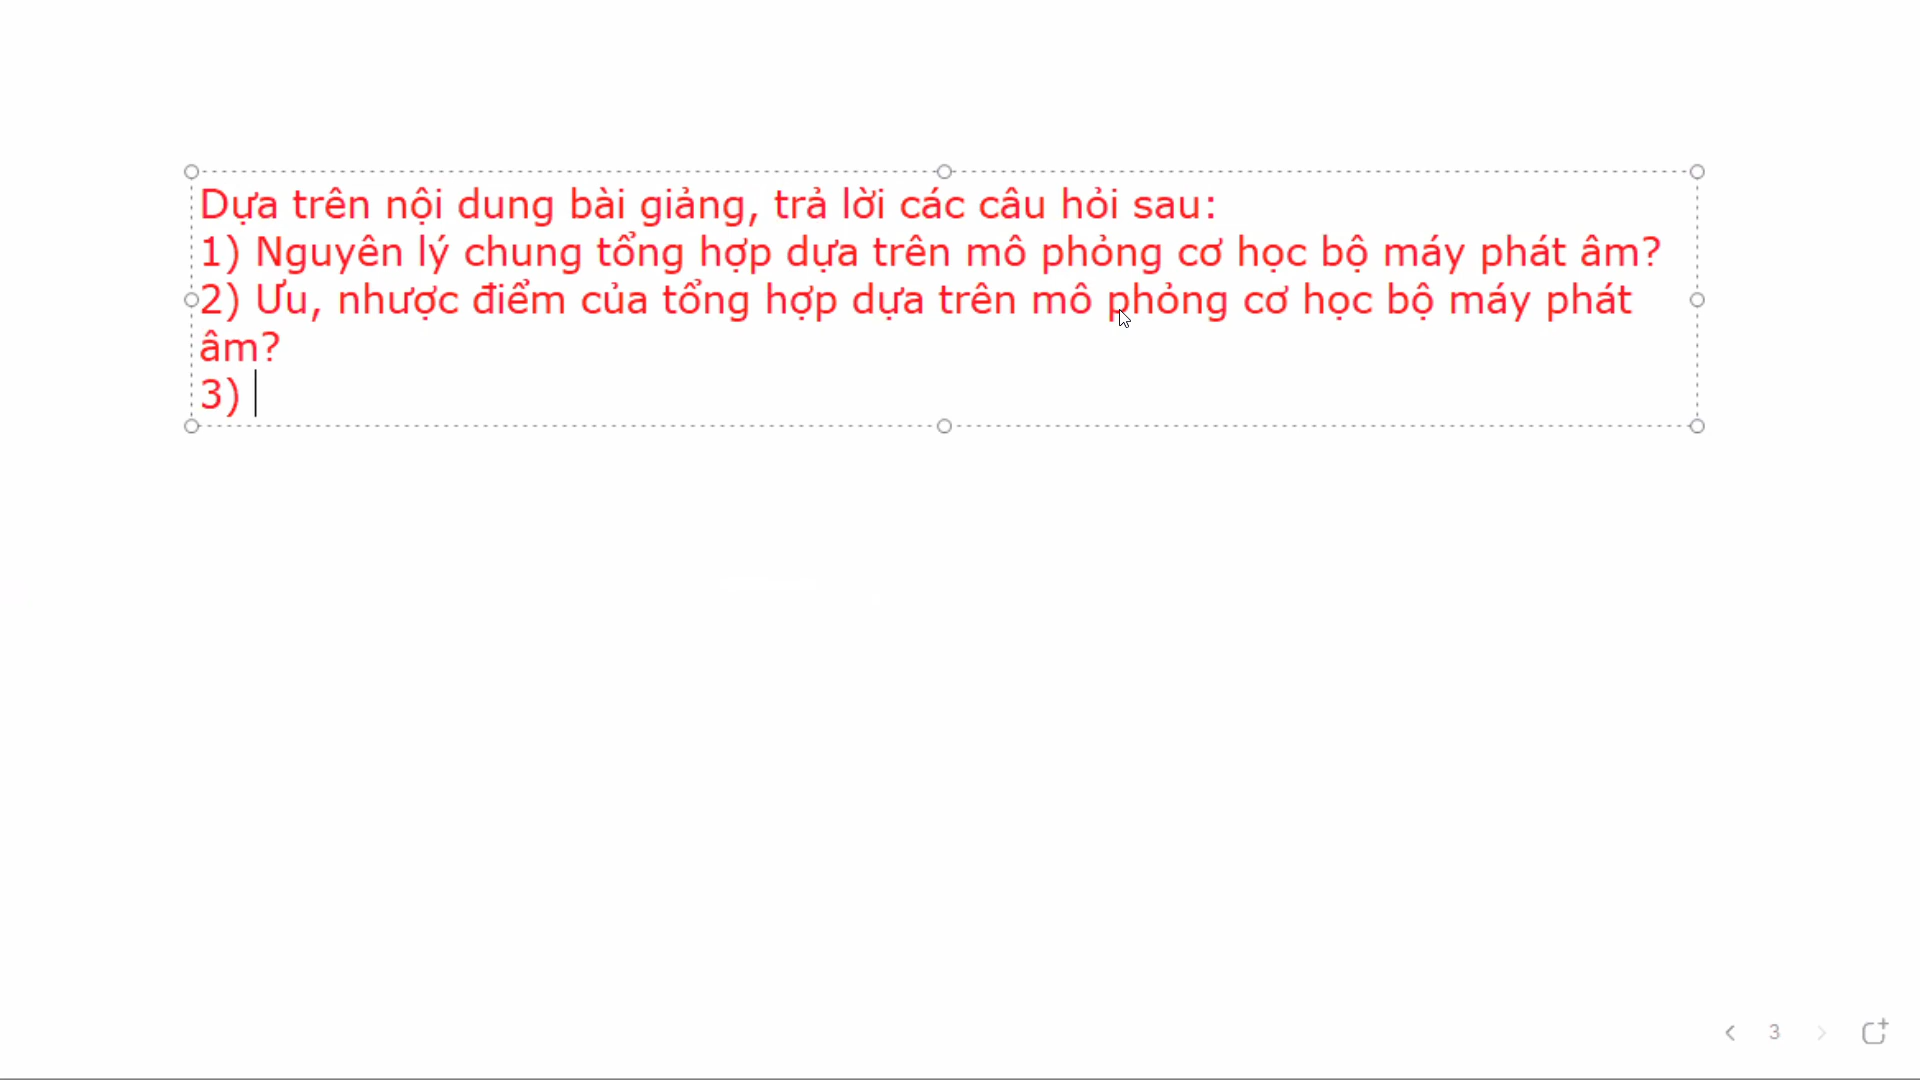 Dựa trên nội dung bài giảng, trả lời các câu hỏi sau:
1) Nguyên lý chung tổng hợp dựa trên mô phỏng cơ học bộ máy phát âm?
2) Ưu, nhược điểm của tổng hợp dựa trên mô phỏng cơ học bộ máy phát
âm?
3)
3